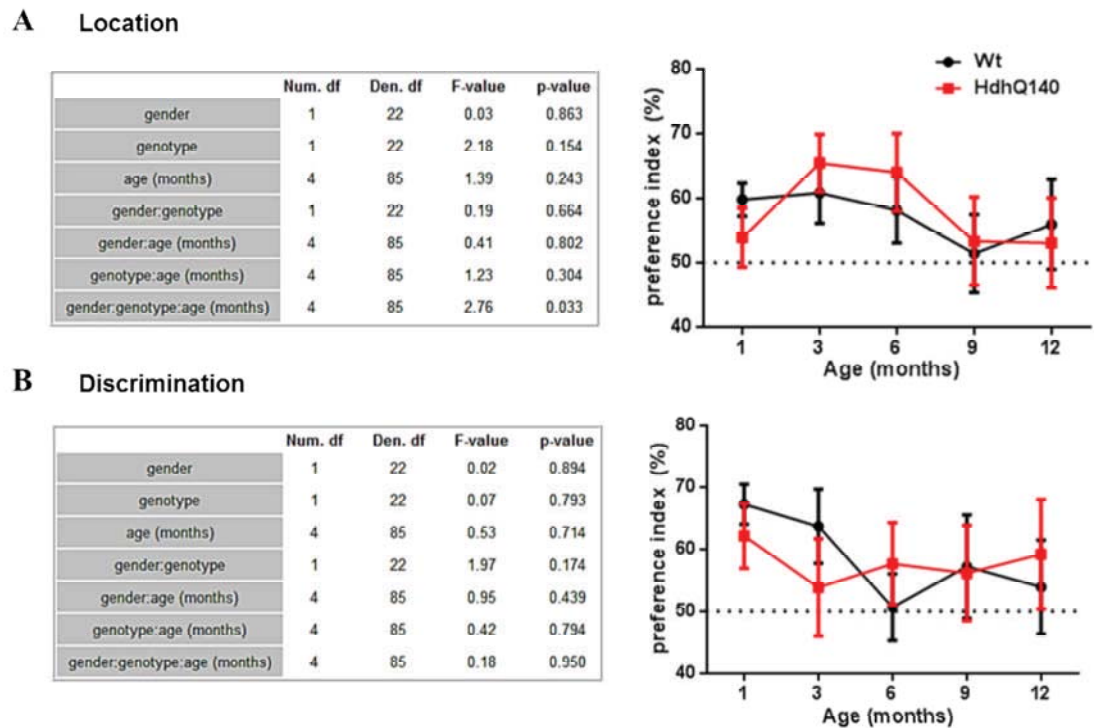 A Location
Num. df Den. df F-value p-value
gender 1 22 0.03 0.863
genotype 1 22 2.18 0.154
age (months) 4 85 1.39 0.243
gender:genotype 1 22 0.19 0.664
gender:age (months) 4 85 0.41 0.802
genotype:age (months) 4 85 1.23 0.304
gender:genotype:age (months) 4 85 2.76 0.033
Wt
HdhQ140
preference index (%)
80
70
60
50
40
1 3 6 9 12
Age (months)
B Discrimination
Num. df Den. df F-value p-value
gender 1 22 0.02 0.894
genotype 1 22 0.07 0.793
age (months) 4 85 0.53 0.714
gender:genotype 1 22 1.97 0.174
gender:age (months) 4 85 0.95 0.439
genotype:age (months) 4 85 0.42 0.794
gender:genotype:age (months) 4 85 0.18 0.950
preference index (%)
80
70
60
50
40
1 3 6 9 12
Age (months)